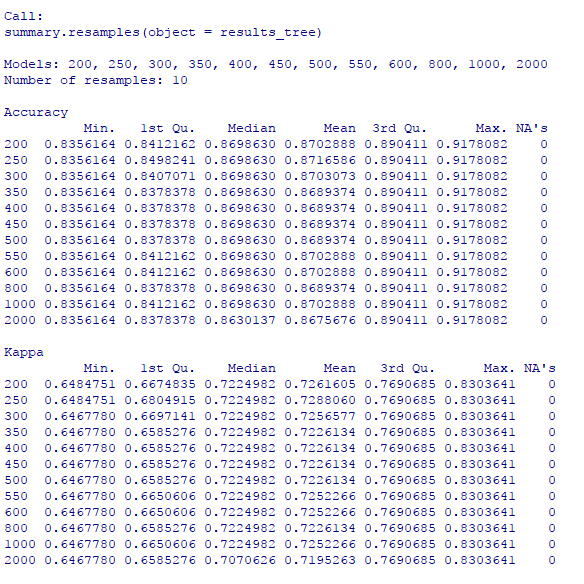 Call:
summary.resamples(object = results_tree)
Models: 200, 250, 300, 350, 400, 450, 500, 550, 600, 800, 1000, 2000
Number of resamples: 10
Accuracy
Min. 1st Qu. Median Mean 3rd Qu. Max. NA's
200 0.8356164 0.8412162 0.8698630 0.8702888 0.890411 0.9178082 0
250 0.8356164 0.8498241 0.8698630 0.8716586 0.890411 0.9178082 0
300 0.8356164 0.8407071 0.8698630 0.8703073 0.890411 0.9178082 0
350 0.8356164 0.8378378 0.8698630 0.8689374 0.890411 0.9178082 0
400 0.8356164 0.8378378 0.8698630 0.8689374 0.890411 0.9178082 0
450 0.8356164 0.8378378 0.8698630 0.8689374 0.890411 0.9178082 0
500 0.8356164 0.8378378 0.8698630 0.8689374 0.890411 0.9178082 0
550 0.8356164 0.8412162 0.8698630 0.8702888 0.890411 0.9178082 0
600 0.8356164 0.8412162 0.8698630 0.8702888 0.890411 0.9178082 0
800 0.8356164 0.8378378 0.8698630 0.8689374 0.890411 0.9178082 0
1000 0.8356164 0.8412162 0.8698630 0.8702888 0.890411 0.9178082 0
2000 0.8356164 0.8378378 0.8630137 0.8675676 0.890411 0.9178082 0
Kappa
Min. 1st Qu. Median Mean 3rd Qu. Max. NA's
200 0.6484751 0.6674835 0.7224982 0.7261605 0.7690685 0.8303641 0
250 0.6484751 0.6804915 0.7224982 0.7288060 0.7690685 0.8303641 0
300 0.6467780 0.6697141 0.7224982 0.7256577 0.7690685 0.8303641 0
350 0.6467780 0.6585276 0.7224982 0.7226134 0.7690685 0.8303641 0
400 0.6467780 0.6585276 0.7224982 0.7226134 0.7690685 0.8303641 0
450 0.6467780 0.6585276 0.7224982 0.7226134 0.7690685 0.8303641 0
500 0.6467780 0.6585276 0.7224982 0.7226134 0.7690685 0.8303641 0
550 0.6467780 0.6650606 0.7224982 0.7252266 0.7690685 0.8303641 0
600 0.6467780 0.6650606 0.7224982 0.7252266 0.7690685 0.8303641 0
800 0.6467780 0.6585276 0.7224982 0.7226134 0.7690685 0.8303641 0
1000 0.6467780 0.6650606 0.7224982 0.7252266 0.7690685 0.8303641 0
2000 0.6467780 0.6585276 0.7070626 0.7195263 0.7690685 0.8303641 0